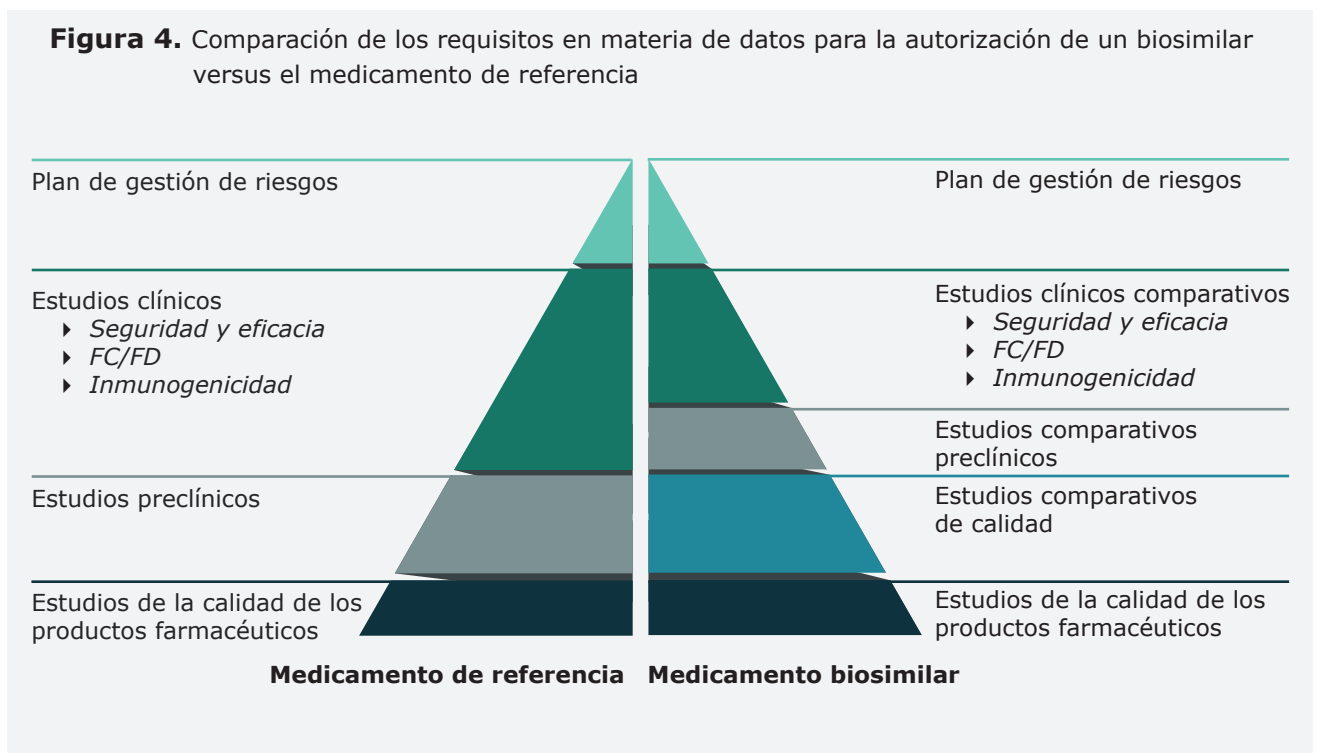 Figura 4. Comparación de los requisitos en materia de datos para la autorización de un biosimilar
versus el medicamento de referencia
Plan de gestión de riesgos
Estudios clínicos
Seguridad y eficacia
FC/FD
Inmunogenicidad
Estudios preclínicos
Estudios de la calidad de los
productos farmacéuticos
Plan de gestión de riesgos
Estudios clínicos comparativos
Seguridad y eficacia
FC/FD
Inmunogenicidad
Estudios comparativos
preclínicos
Estudios comparativos
de calidad
Estudios de la calidad de los
productos farmacéuticos
Medicamento de referencia
Medicamento biosimilar